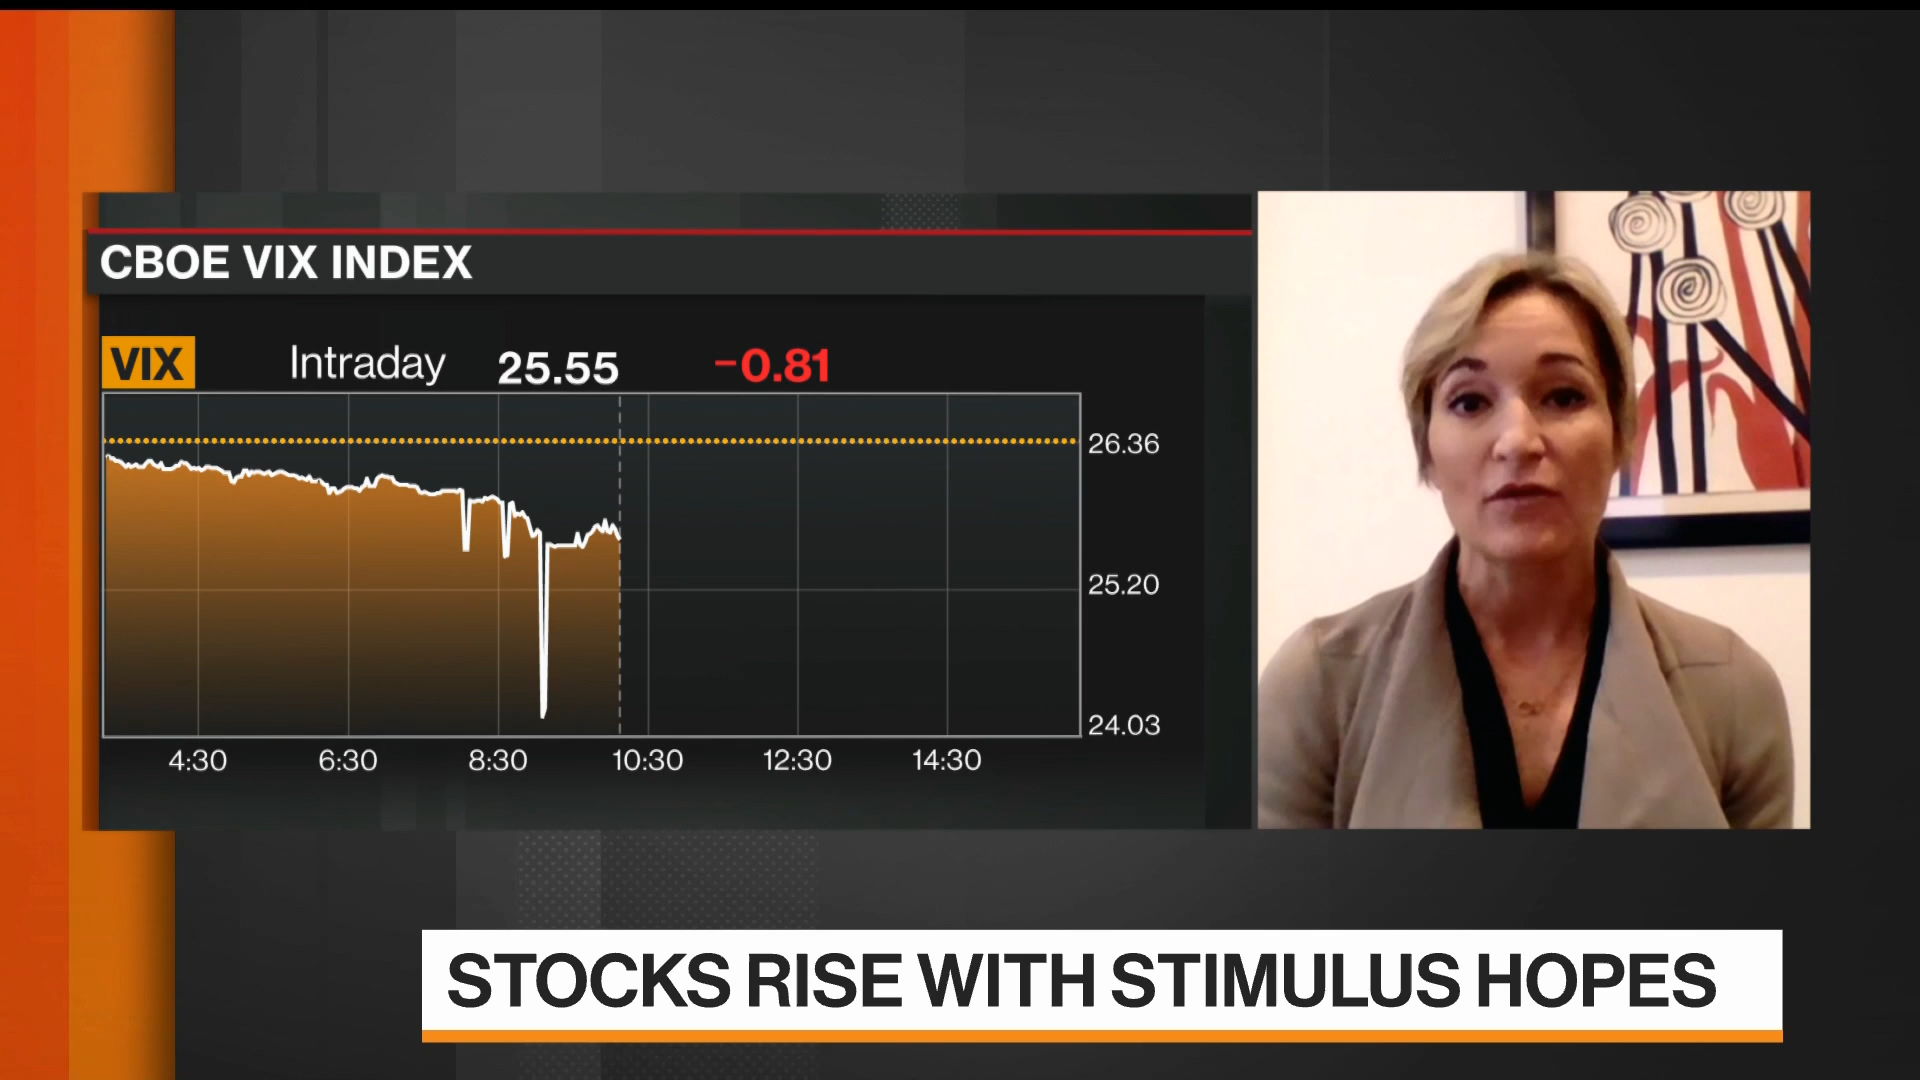 CBOE VIX INDEX
VIX Intraday 25.55 -0.81
26.36
25.20
24.03
4:30 6:30 8:30 10:30 12:30 14:30
STOCKS RISE WITH STIMULUS HOPES